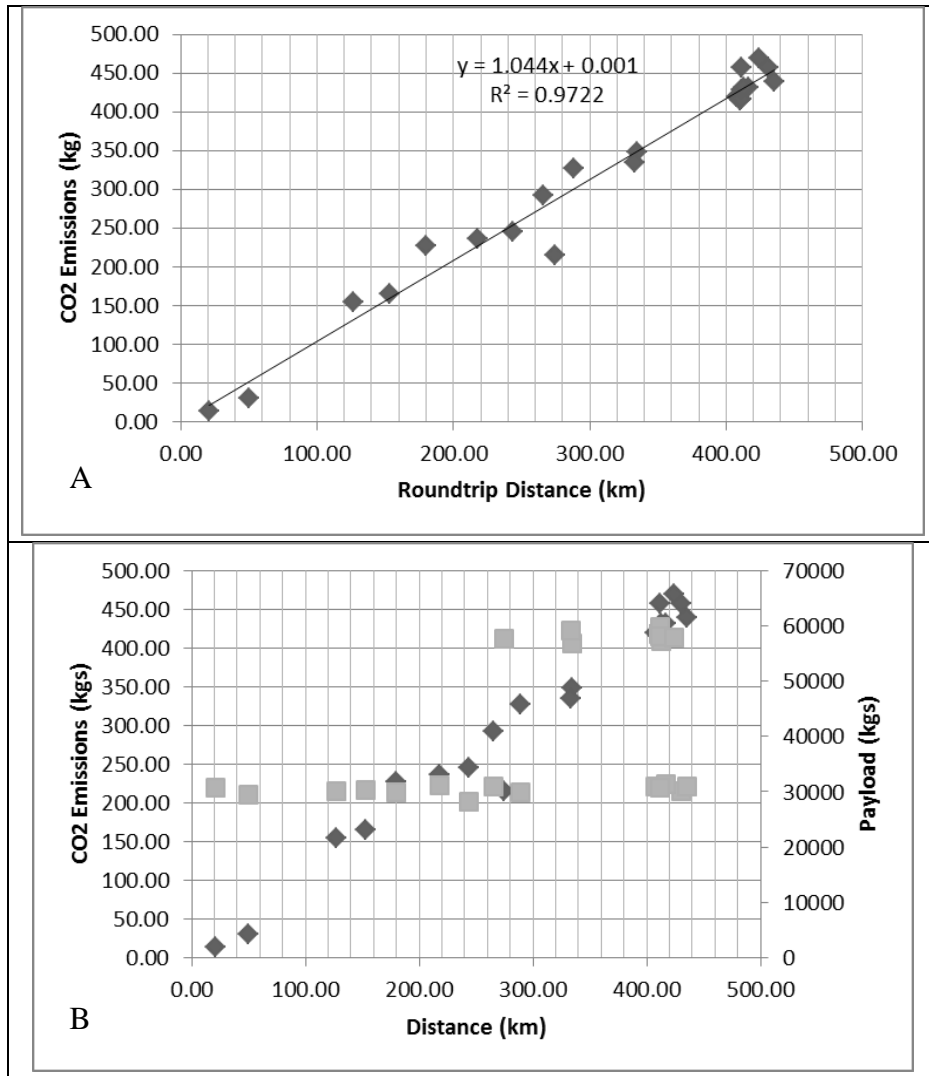 500.00
450.00
400.00
350.00
300.00
250.00
200.00
150.00
100.00
50.00
0.00
CO2 Emissions (kg)
y = 1.044x + 0.001
R² = 0.9722
0.00 100.00 200.00 300.00 400.00 500.00
Roundtrip Distance (km)
A
500.00
450.00
400.00
350.00
300.00
250.00
200.00
150.00
100.00
50.00
0.00
CO2 Emissions (kgs)
70000
60000
50000
40000
30000
20000
10000
0
Payload (kgs)
0.00 100.00 200.00 300.00 400.00 500.00
Distance (km)
B